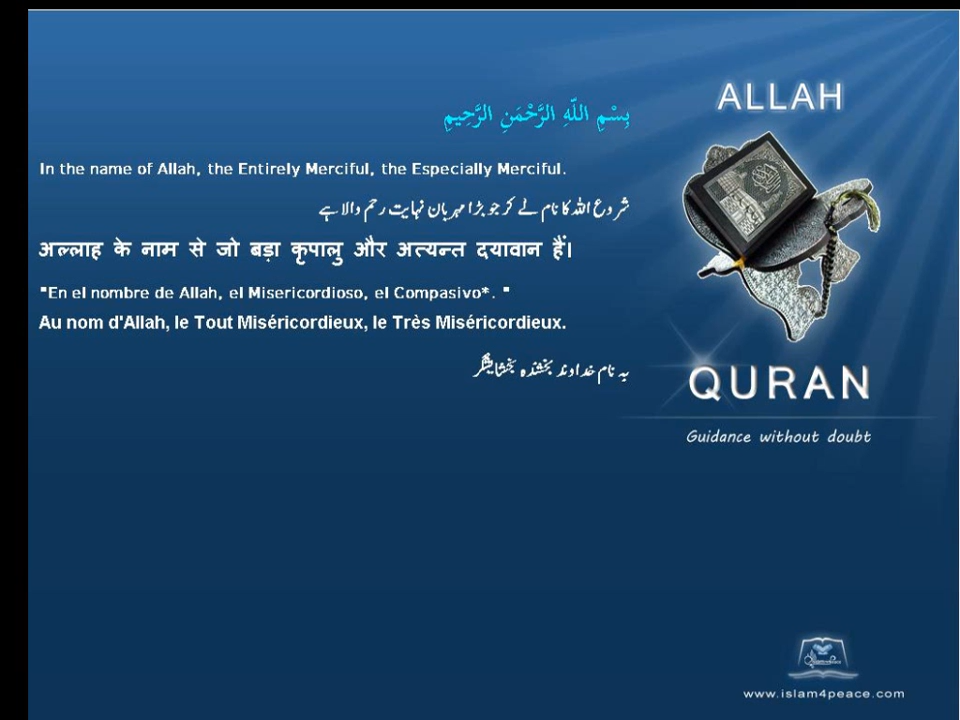 بِسْمِ اللَّهِ الرَّحْمَنِ الرَّحِيمِ
In the name of Allah, the Entirely Merciful, the Especially Merciful.
شروع الله کا نام لے کر جو بڑا مہربان نہایت رحم والا ہے
अल्लाह के नाम से जो बड़ा कृपालु और अत्यन्त दयावान हैं।
"En el nombre de Allah, el Misericordioso, el Compasivo*. "
Au nom d'Allah, le Tout Miséricordieux, le Très Miséricordieux.
به نام خداوند بخشنده بخشایشگر
ALLAH
QURAN
Guidance without doubt
www.islam4peace.com